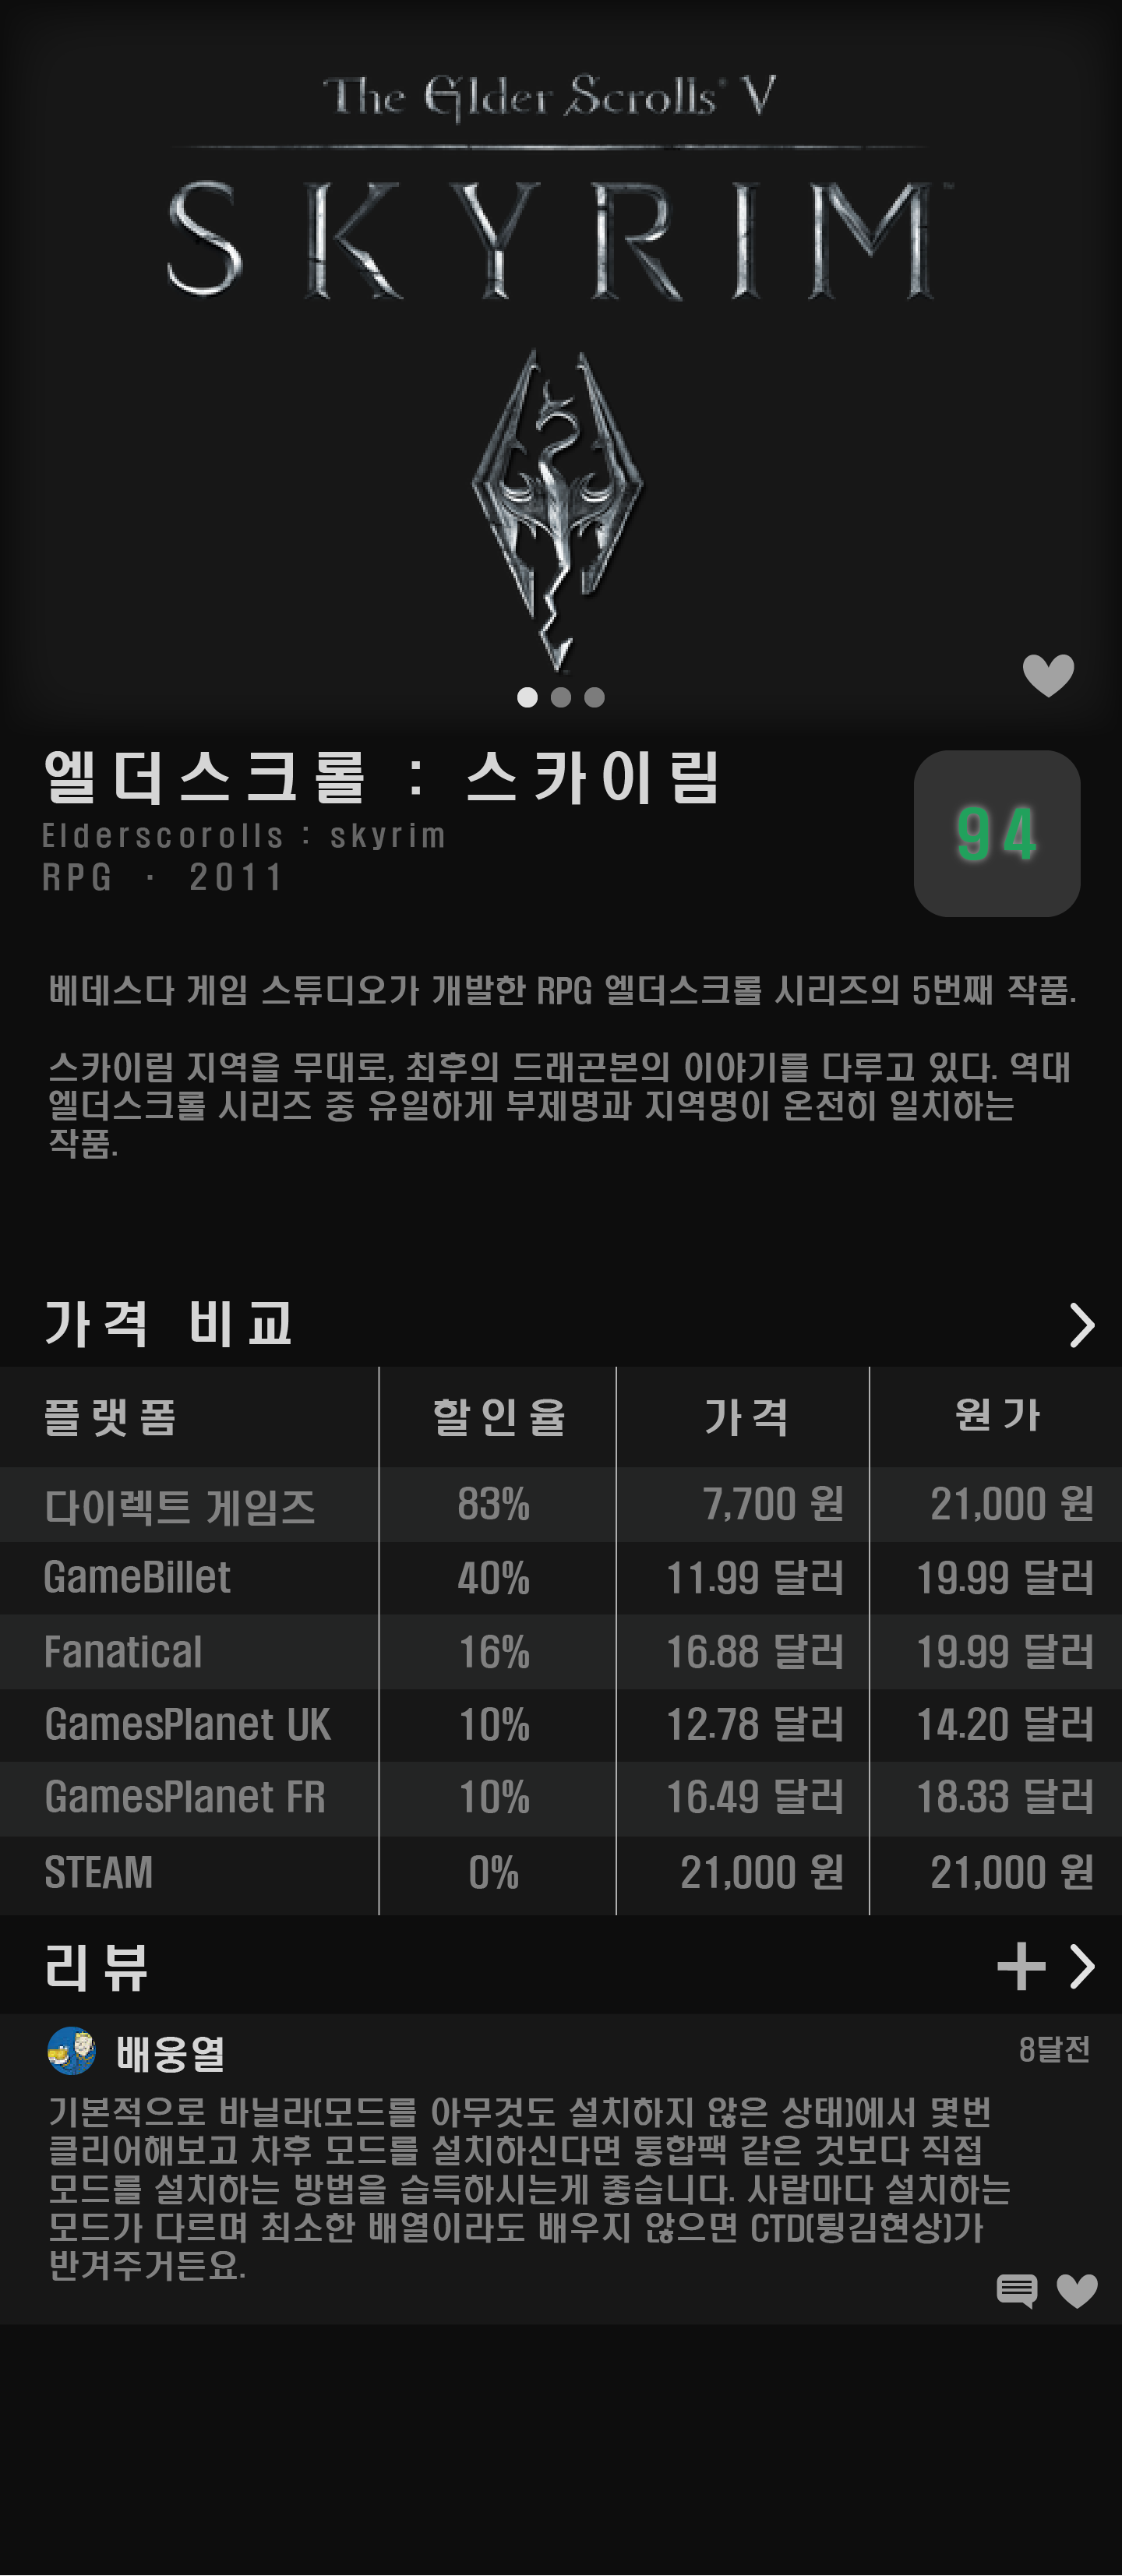 The Elder Scrolls® V
SKYRIM™
엘더스크롤 : 스카이림
94
Elderscorolls : skyrim
RPG · 2011
베데스다 게임 스튜디오가 개발한 RPG 엘더스크롤 시리즈의 5번째 작품.
스카이림 지역을 무대로, 최후의 드래곤본의 이야기를 다루고 있다. 역대
엘더스크롤 시리즈 중 유일하게 부제명과 지역명이 온전히 일치하는
작품.
가격 비교
플랫폼 할인율 가격 원가
다이렉트 게임즈 83% 7,700 원 21,000 원
GameBillet 40% 11.99 달러 19.99 달러
Fanatical 16% 16.88 달러 19.99 달러
GamesPlanet UK 10% 12.78 달러 14.20 달러
GamesPlanet FR 10% 16.49 달러 18.33 달러
STEAM 0% 21,000 원 21,000 원
리뷰
배웅열 8달전
기본적으로 바닐라(모드를 아무것도 설치하지 않은 상태)에서 몇번
클리어해보고 차후 모드를 설치하신다면 통합팩 같은 것보다 직접
모드를 설치하는 방법을 습득하시는게 좋습니다. 사람마다 설치하는
모드가 다르며 최소한 배열이라도 배우지 않으면 CTD(튕김현상)가
반겨주거든요.